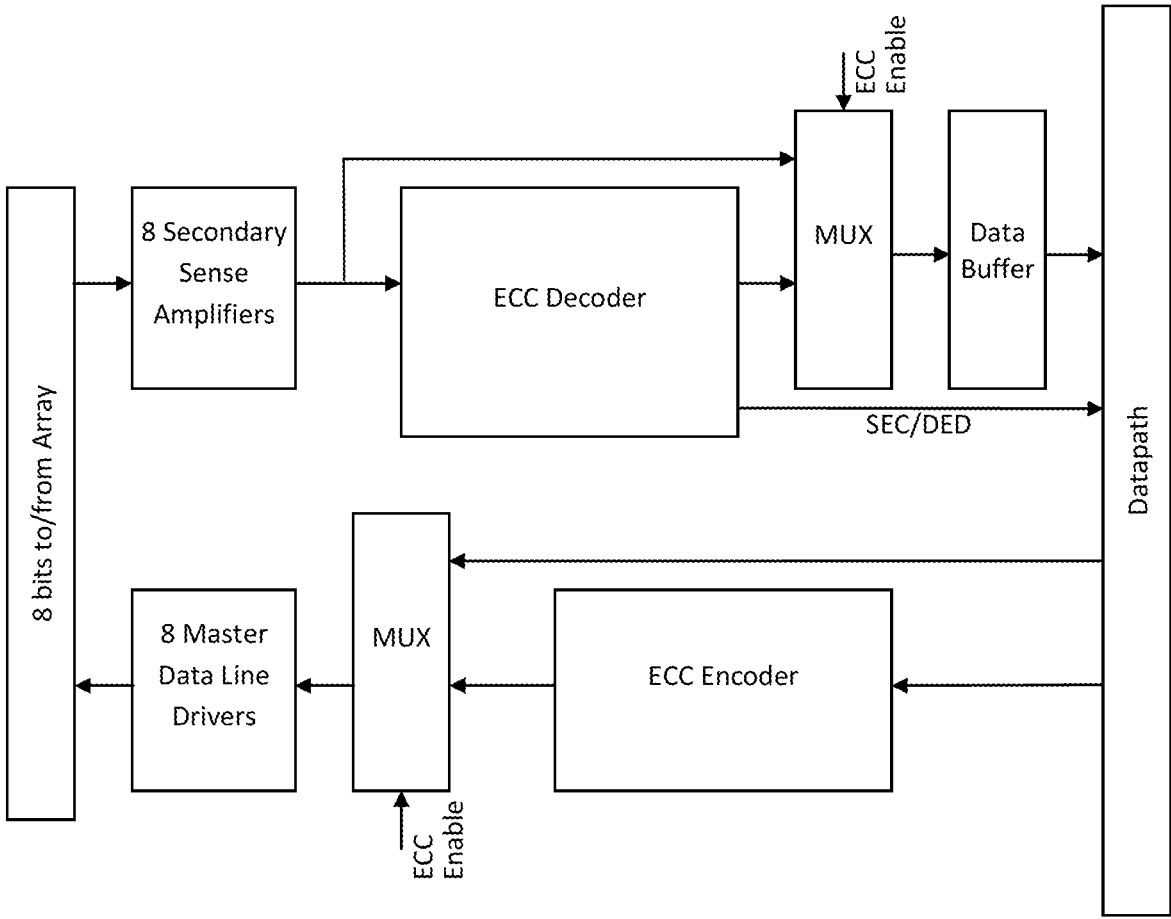 ECC
Enable
8 Secondary
Sense
Amplifiers
ECC Decoder
MUX
Data
Buffer
SEC/DED
8 bits to/from Array
Datapath
8 Master
Data Line
Drivers
MUX
ECC Encoder
ECC
Enable